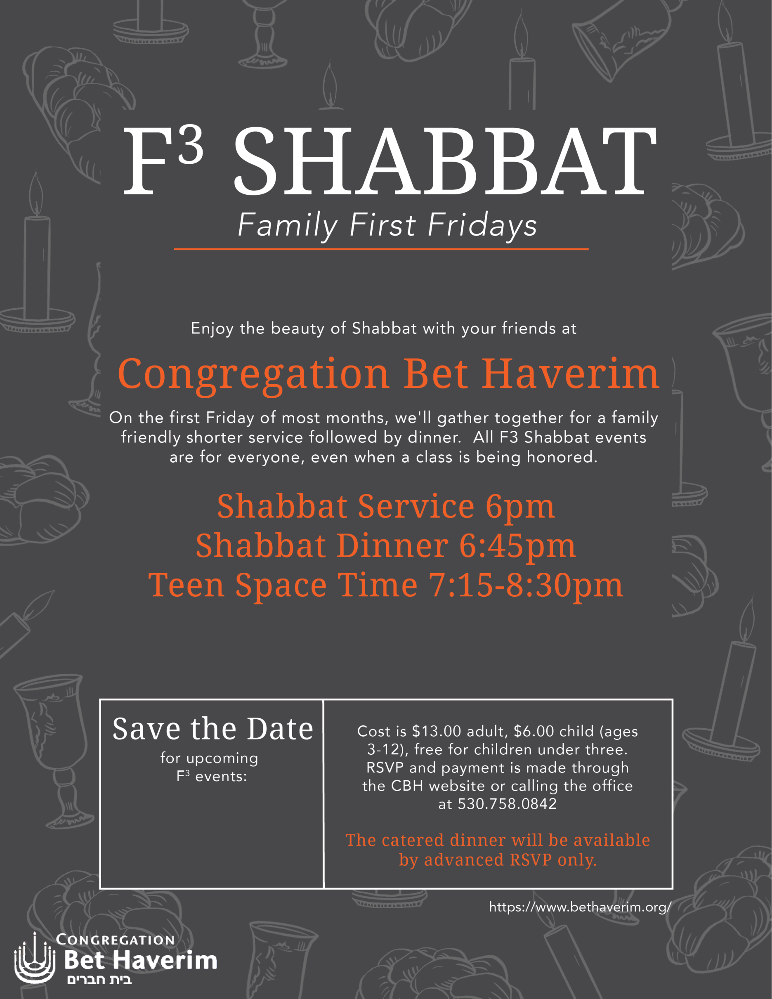 F³ SHABBAT
Family First Fridays
Enjoy the beauty of Shabbat with your friends at
Congregation Bet Haverim
On the first Friday of most months, we'll gather together for a family
friendly shorter service followed by dinner.  All F3 Shabbat events
are for everyone, even when a class is being honored.
Shabbat Service 6pm
Shabbat Dinner 6:45pm
Teen Space Time 7:15-8:30pm
Save the Date
for upcoming
F³ events:
Cost is $13.00 adult, $6.00 child (ages
3-12), free for children under three.
RSVP and payment is made through
the CBH website or calling the office
at 530.758.0842
The catered dinner will be available
by advanced RSVP only.
https://www.bethaverim.org/
CONGREGATION
Bet Haverim
בית חברים